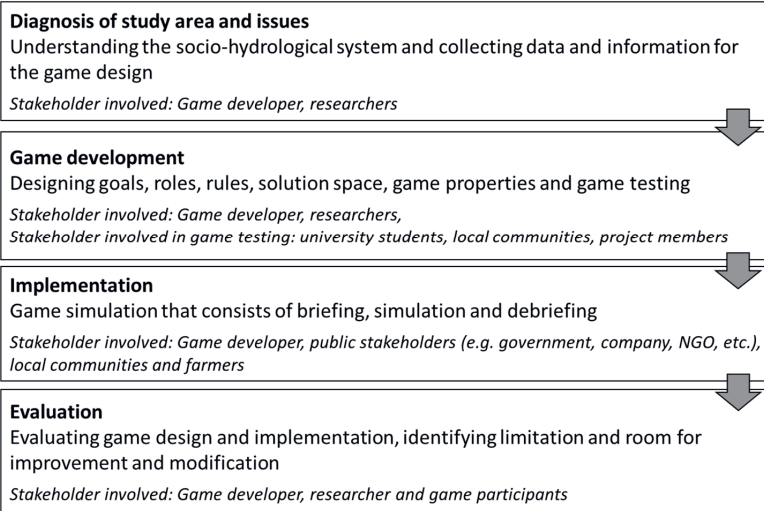 Diagnosis of study area and issues
Understanding the socio-hydrological system and collecting data and information for
the game design
Stakeholder involved: Game developer, researchers
Game development
Designing goals, roles, rules, solution space, game properties and game testing
Stakeholder involved: Game developer, researchers,
Stakeholder involved in game testing: university students, local communities, project members
Implementation
Game simulation that consists of briefing, simulation and debriefing
Stakeholder involved: Game developer, public stakeholders (e.g. government, company, NGO, etc.),
local communities and farmers
Evaluation
Evaluating game design and implementation, identifying limitation and room for
improvement and modification
Stakeholder involved: Game developer, researcher and game participants